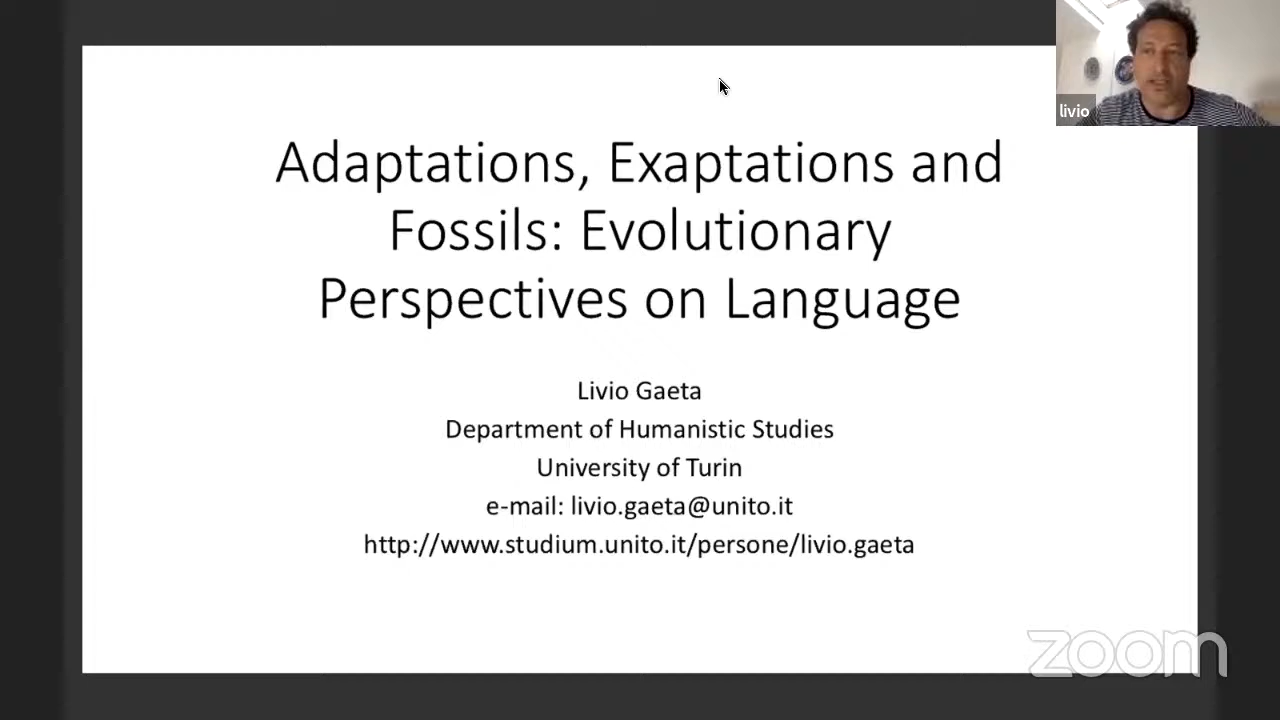 livio
Adaptations, Exaptations and
Fossils: Evolutionary
Perspectives on Language
Livio Gaeta
Department of Humanistic Studies
University of Turin
e-mail: livio.gaeta@unito.it
http://www.studium.unito.it/persone/livio.gaeta
zoom